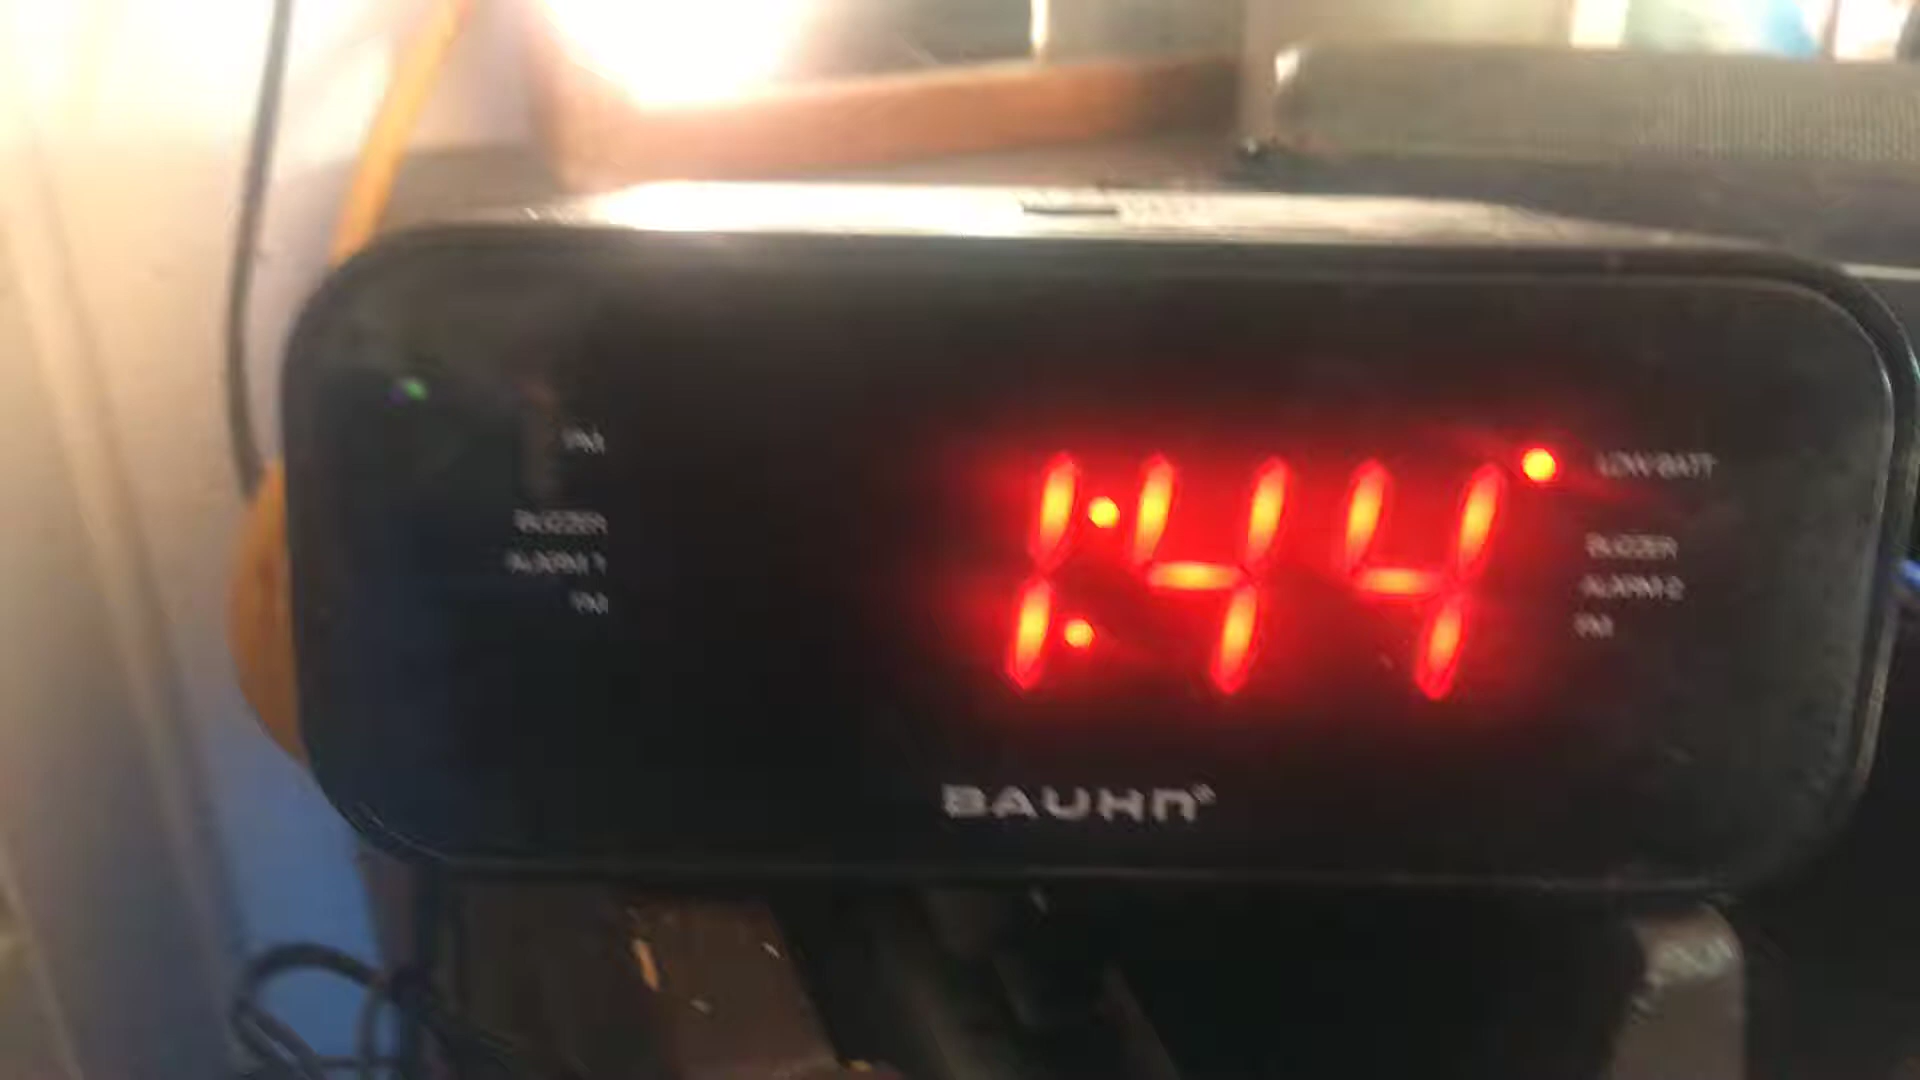 PM
BUZZER
ALARM 1
PM
1:44
LOW BATT
BUZZER
ALARM 2
PM
BAUHN®